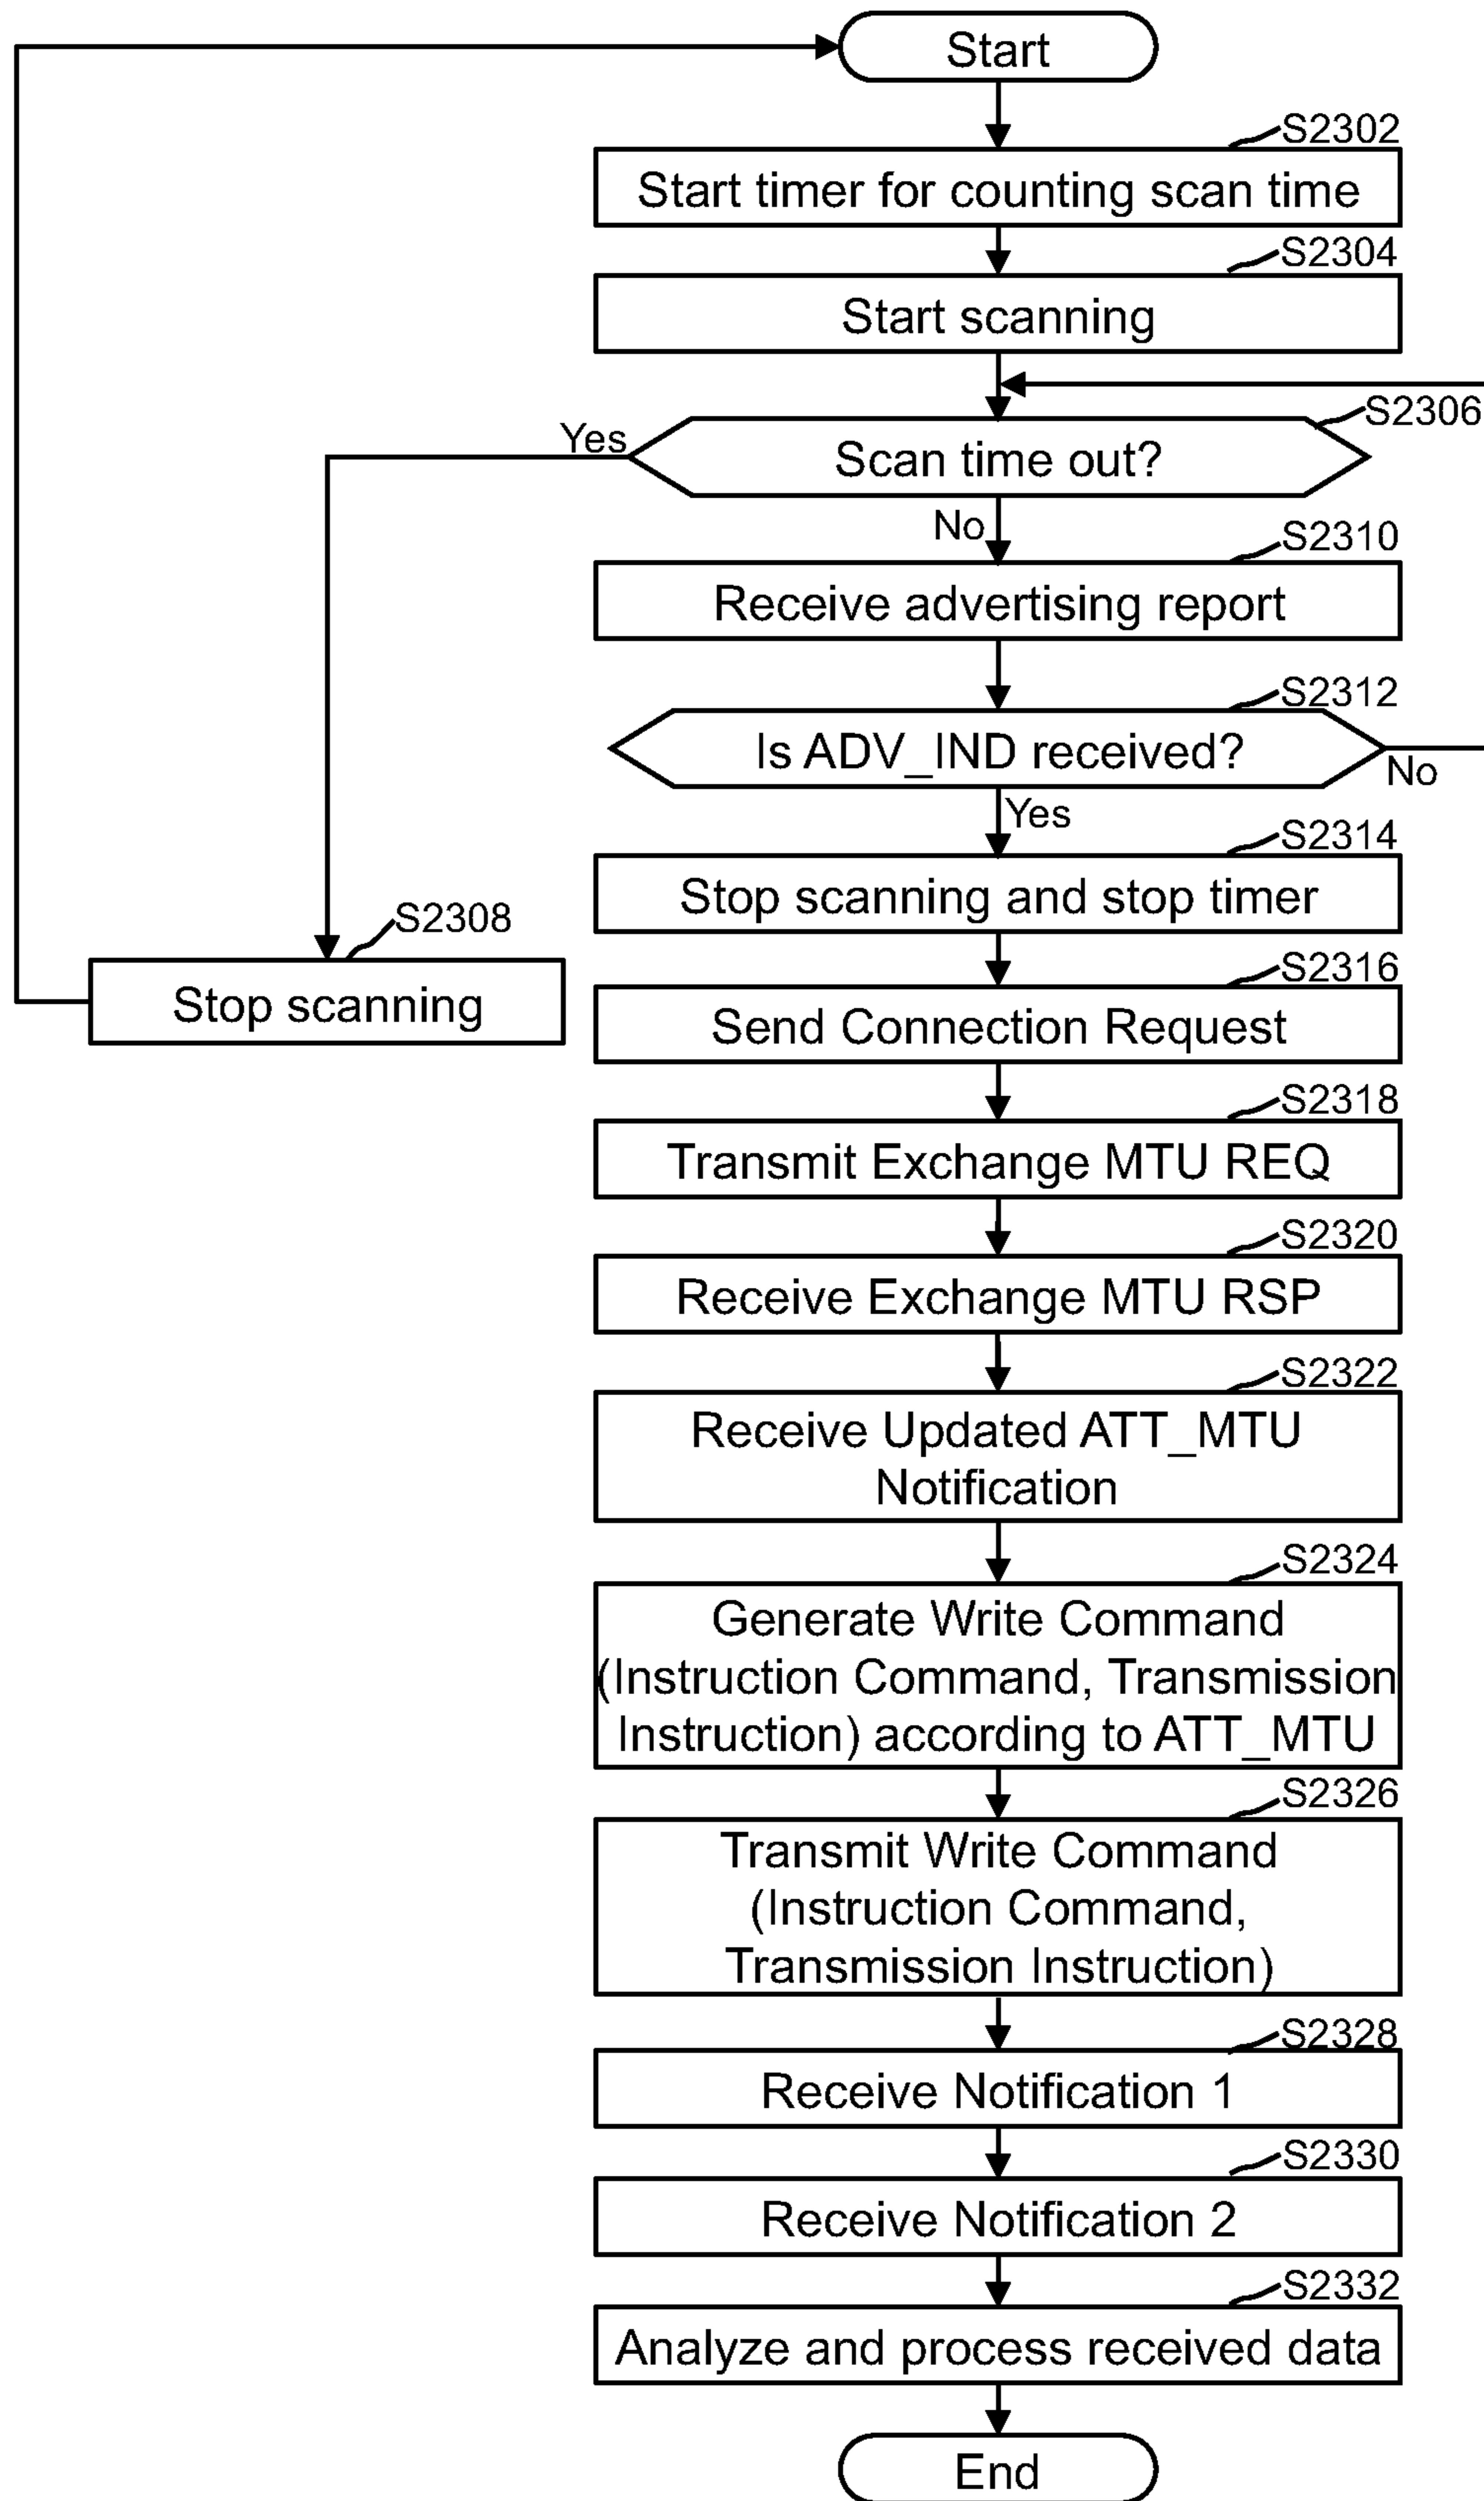 Start
S2302
Start timer for counting scan time
S2304
Start scanning
S2306
Yes
Scan time out?
No
S2310
Receive advertising report
S2312
Is ADV_IND received?
No
Yes
S2314
Stop scanning and stop timer
S2308
Stop scanning
S2316
Send Connection Request
S2318
Transmit Exchange MTU REQ
S2320
Receive Exchange MTU RSP
S2322
Receive Updated ATT_MTU
Notification
S2324
Generate Write Command
(Instruction Command, Transmission
Instruction) according to ATT_MTU
S2326
Transmit Write Command
(Instruction Command,
Transmission Instruction)
S2328
Receive Notification 1
S2330
Receive Notification 2
S2332
Analyze and process received data
End